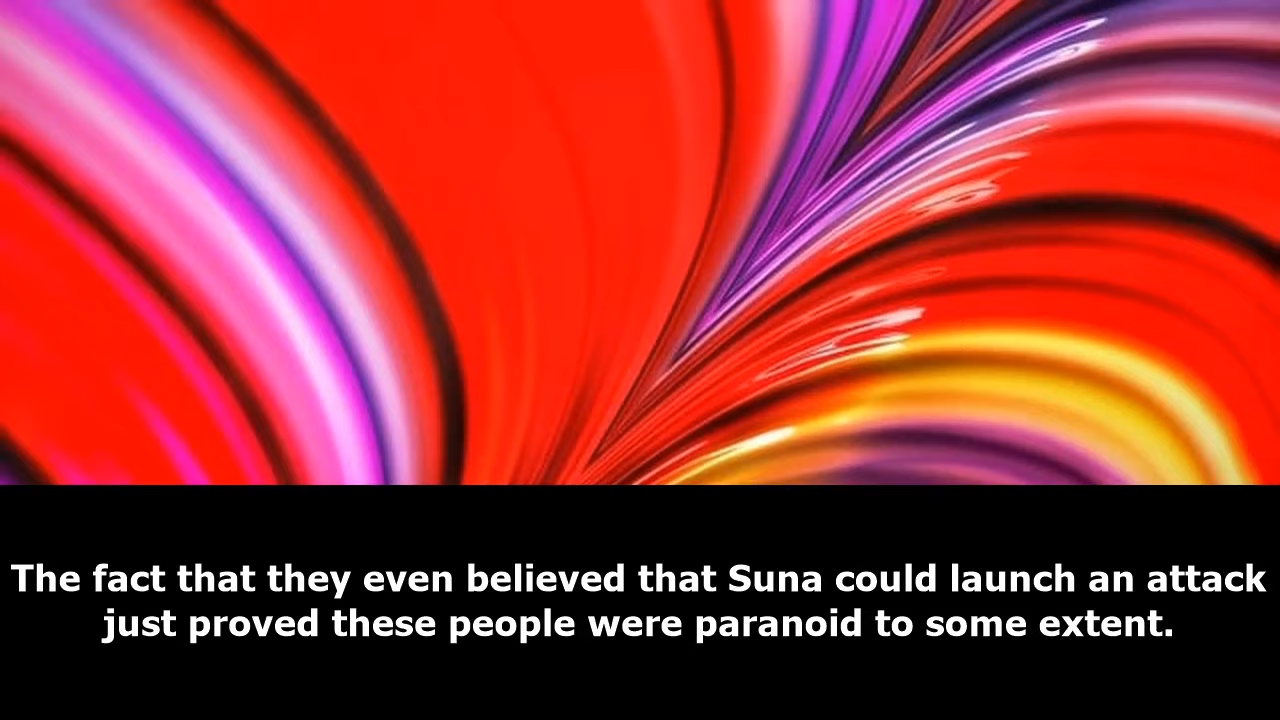 The fact that they even believed that Suna could launch an attack
just proved these people were paranoid to some extent.